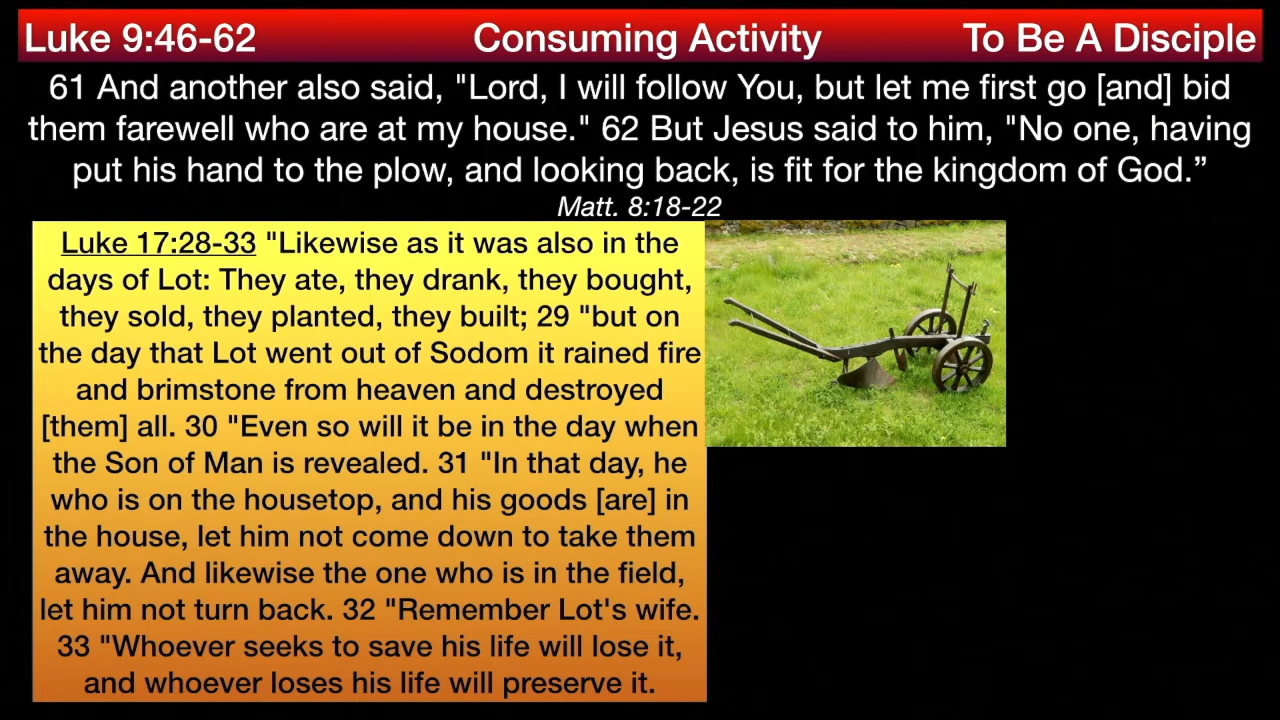 Luke 9:46-62 Consuming Activity To Be A Disciple
61 And another also said, "Lord, I will follow You, but let me first go [and] bid
them farewell who are at my house." 62 But Jesus said to him, "No one, having
put his hand to the plow, and looking back, is fit for the kingdom of God.”
Matt. 8:18-22
Luke 17:28-33 "Likewise as it was also in the
days of Lot: They ate, they drank, they bought,
they sold, they planted, they built; 29 "but on
the day that Lot went out of Sodom it rained fire
and brimstone from heaven and destroyed
[them] all. 30 "Even so will it be in the day when
the Son of Man is revealed. 31 "In that day, he
who is on the housetop, and his goods [are] in
the house, let him not come down to take them
away. And likewise the one who is in the field,
let him not turn back. 32 "Remember Lot's wife.
33 "Whoever seeks to save his life will lose it,
and whoever loses his life will preserve it.